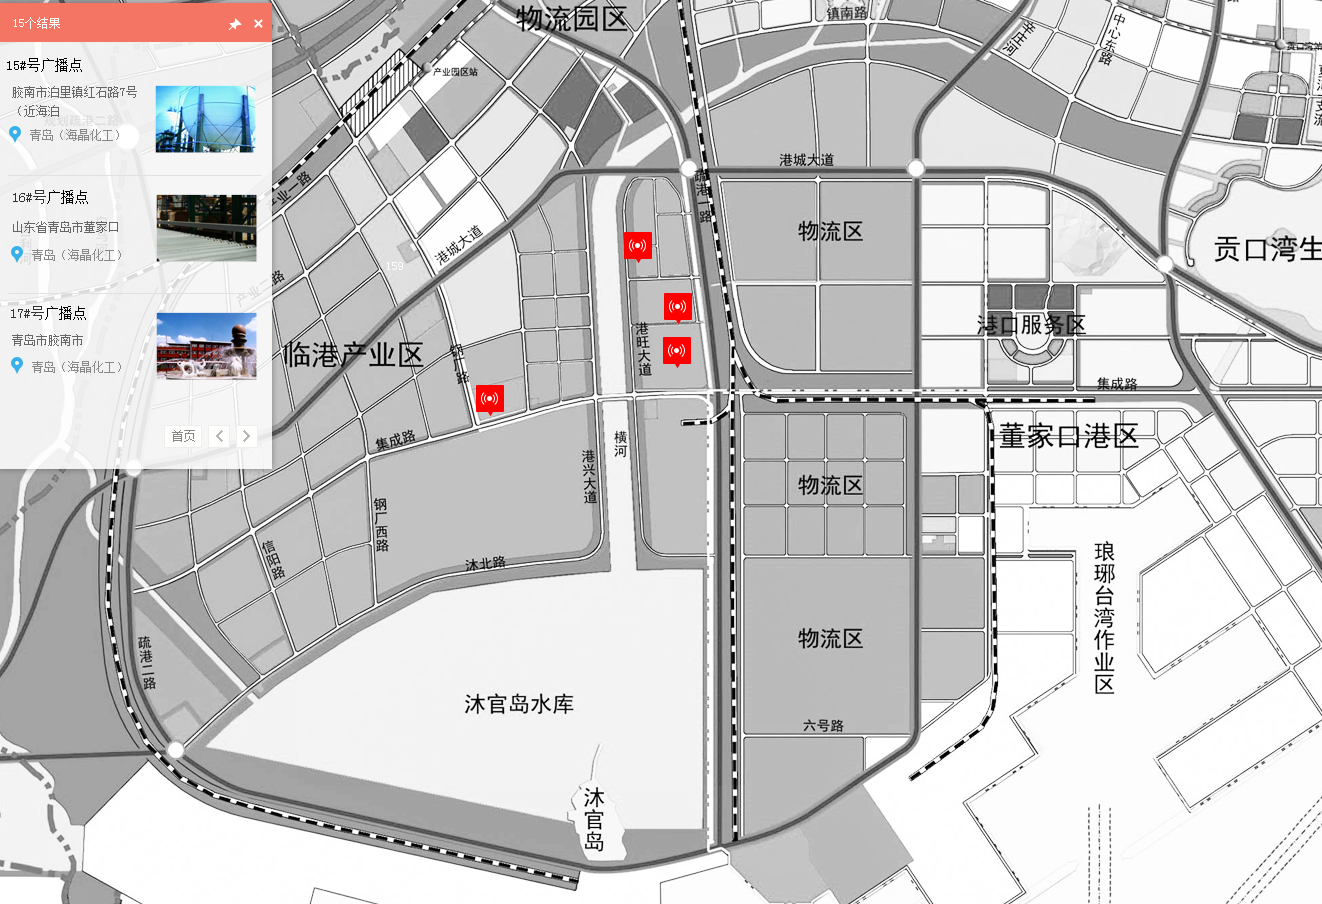 15个结果
15#号广播点
胶南市泊里镇红石路7号
（近海泊
青岛（海晶化工）
16#号广播点
山东省青岛市董家口
青岛（海晶化工）
17#号广播点
青岛市胶南市
青岛（海晶化工）
首页
物流园区
镇南路
中心东路
产业园区站
港城大道
疏港一路
产业一路
港城大道
159
物流区
贡口湾生
产业二路
临港产业区
钢厂路
港旺大道
港口服务区
集成路
集成路
横河
董家口港区
港兴大道
物流区
钢厂西路
信阳路
沐北路
琅琊台湾作业区
疏港二路
物流区
沐官岛水库
六号路
沐官岛